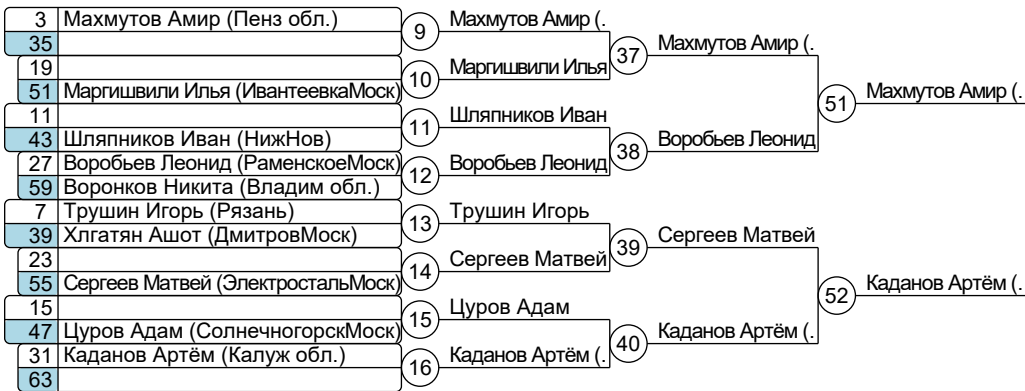 3 Махмутов Амир (Пенз обл.)
35
19
51 Маргишвили Илья (ИвантеевкаМоск)
11
43 Шляпников Иван (НижНов)
27 Воробьев Леонид (РаменскоеМоск)
59 Воронков Никита (Владим обл.)
7 Трушин Игорь (Рязань)
39 Хлгатян Ашот (ДмитровМоск)
23
55 Сергеев Матвей (ЭлектростальМоск)
15
47 Цуров Адам (СолнечногорскМоск)
31 Каданов Артём (Калуж обл.)
63
9 Махмутов Амир (.
10 Маргишвили Илья
11 Шляпников Иван
12 Воробьев Леонид
13 Трушин Игорь
14 Сергеев Матвей
15 Цуров Адам
16 Каданов Артём (.
37 Махмутов Амир (.
38 Воробьев Леонид
39 Сергеев Матвей
40 Каданов Артём (.
51 Махмутов Амир (.
52 Каданов Артём (.